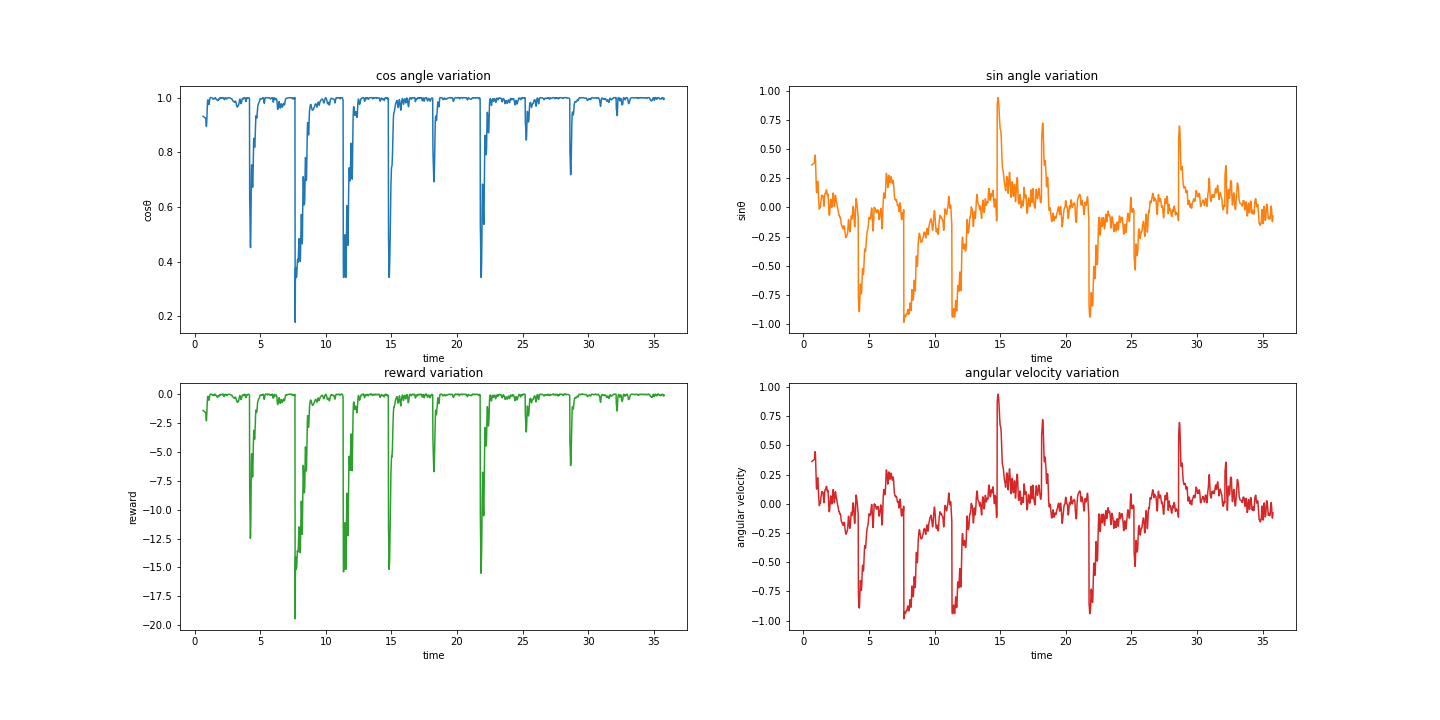 cos angle variation
1.0
0.8
0.6
0.4
0.2
cosθ
0 5 10 15 20 25 30 35
time
sin angle variation
1.00
0.75
0.50
0.25
0.00
−0.25
−0.50
−0.75
−1.00
sinθ
0 5 10 15 20 25 30 35
time
reward variation
0.0
−2.5
−5.0
−7.5
−10.0
−12.5
−15.0
−17.5
−20.0
reward
0 5 10 15 20 25 30 35
time
angular velocity variation
1.00
0.75
0.50
0.25
0.00
−0.25
−0.50
−0.75
−1.00
angular velocity
0 5 10 15 20 25 30 35
time